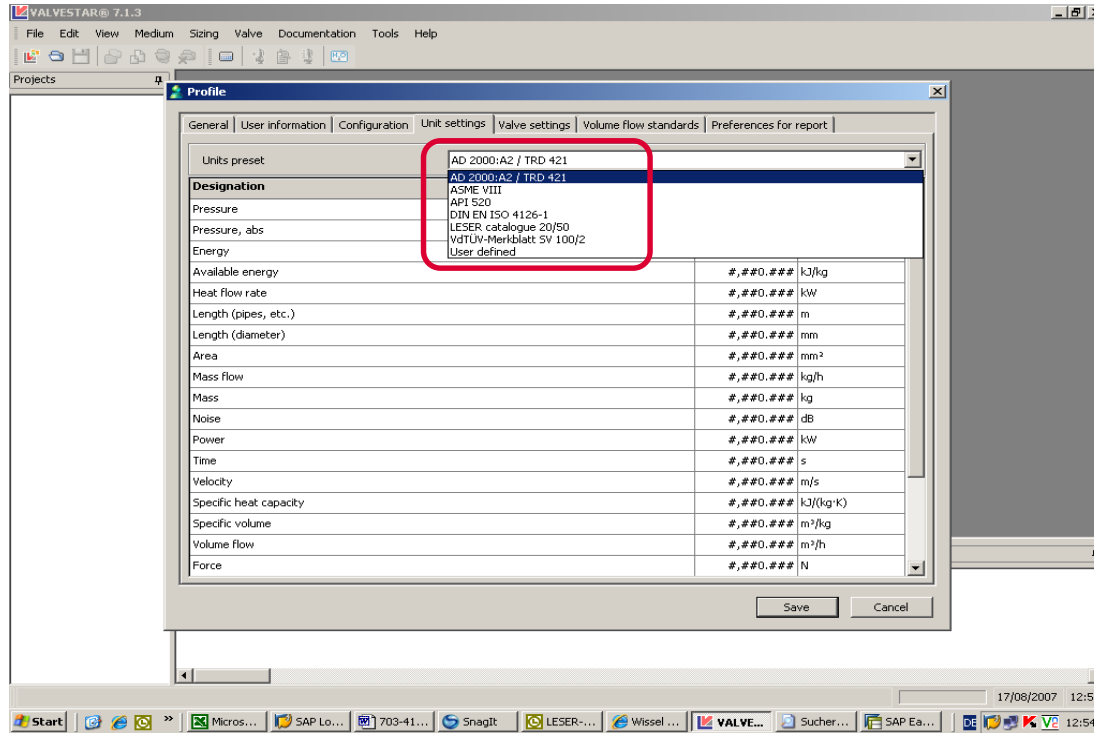 VALVESTAR® 7.1.3
File Edit View Medium Sizing Valve Documentation Tools Help
Projects
Profile
General User information Configuration Unit settings Valve settings Volume flow standards Preferences for report
Units preset AD 2000:A2 / TRD 421
AD 2000:A2 / TRD 421
ASME VIII
API 520
DIN EN ISO 4126-1
LESER catalogue 20/50
VdTÜV-Merkblatt SV 100/2
User defined
Designation
Pressure
Pressure, abs
Energy
Available energy #,##0.### kJ/kg
Heat flow rate #,##0.### kW
Length (pipes, etc.) #,##0.### m
Length (diameter) #,##0.### mm
Area #,##0.### mm²
Mass flow #,##0.### kg/h
Mass #,##0.### kg
Noise #,##0.### dB
Power #,##0.### kW
Time #,##0.### s
Velocity #,##0.### m/s
Specific heat capacity #,##0.### kJ/(kg·K)
Specific volume #,##0.### m³/kg
Volume flow #,##0.### m³/h
Force #,##0.### N
Save Cancel
17/08/2007 12:5
Start » Micros... SAP Lo... 703-41... SnagIt LESER-... Wissel ... VALVE... Sucher... SAP Ea... DE 12:54